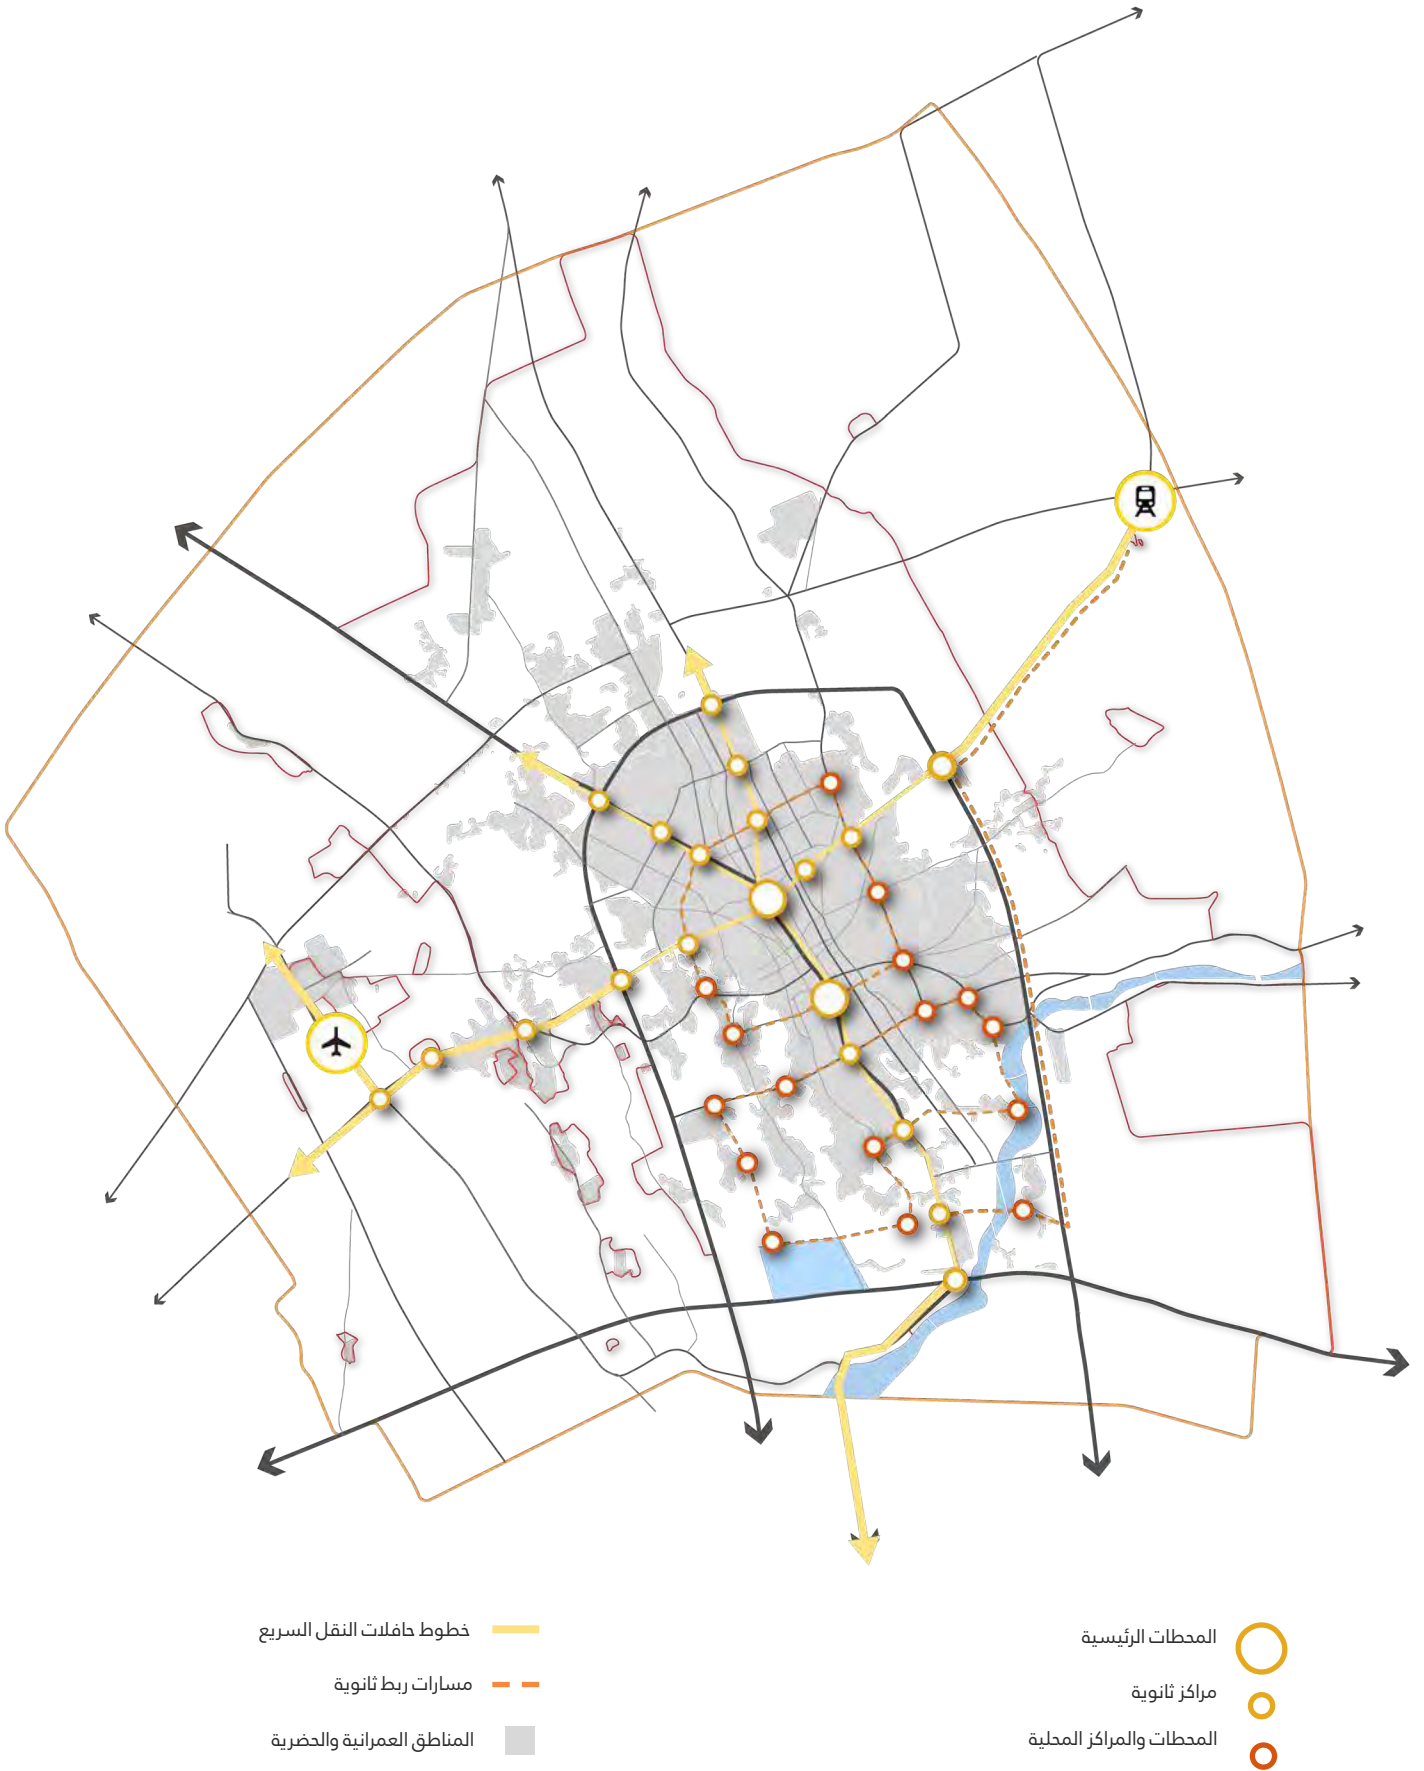 المحطات الرئيسية
مراكز ثانوية
المحطات والمراكز المحلية
خطوط حافلات النقل السريع
مسارات ربط ثانوية
المناطق العمرانية والحضرية